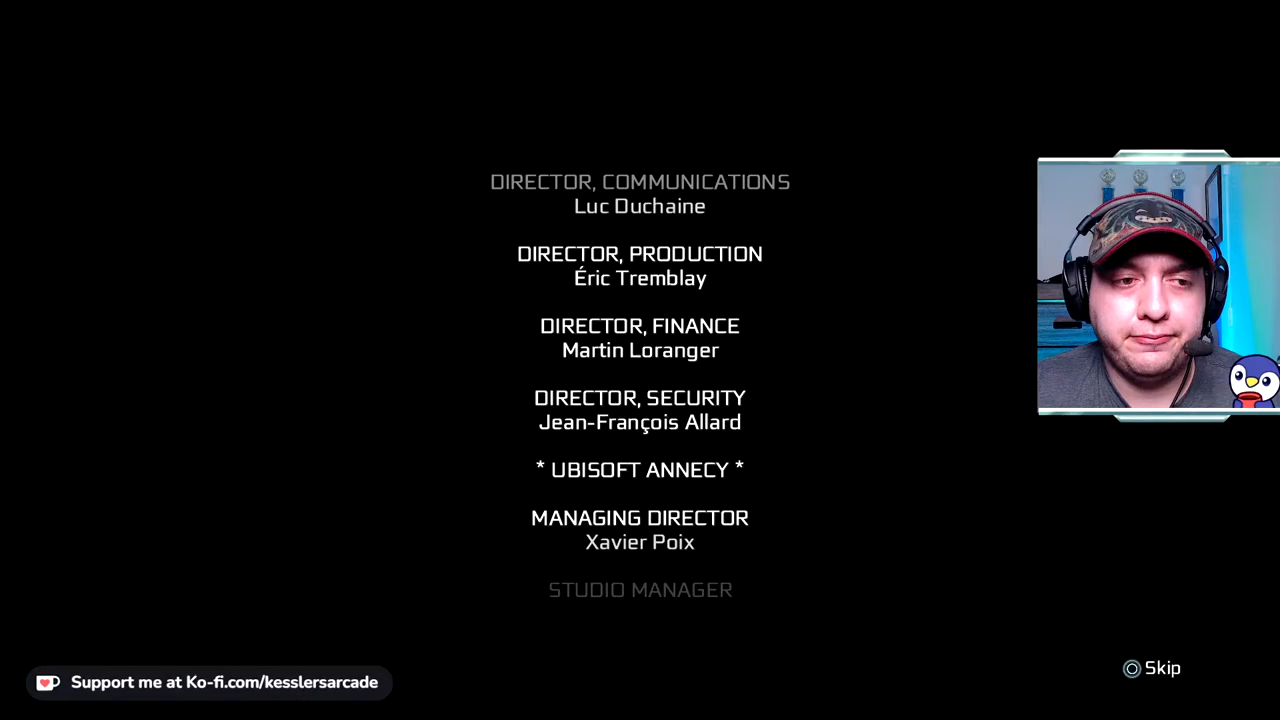 DIRECTOR, COMMUNICATIONS
Luc Duchaine
DIRECTOR, PRODUCTION
Éric Tremblay
DIRECTOR, FINANCE
Martin Loranger
DIRECTOR, SECURITY
Jean-François Allard
* UBISOFT ANNECY *
MANAGING DIRECTOR
Xavier Poix
STUDIO MANAGER
Skip
Support me at Ko-fi.com/kesslersarcade